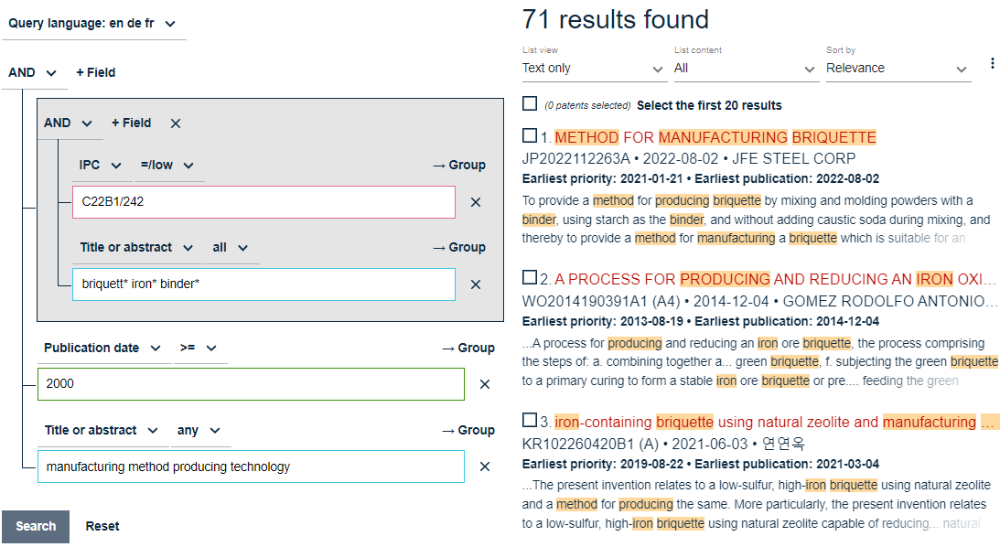 Query language: en de fr
AND
+ Field
AND
+ Field
IPC
=/low
→ Group
C22B1/242
Title or abstract
all
→ Group
briquett* iron* binder*
Publication date
>=
→ Group
2000
Title or abstract
any
→ Group
manufacturing method producing technology
Search
Reset
71 results found
List view
Text only
List content
All
Sort by
Relevance
(0 patents selected) Select the first 20 results
1. METHOD FOR MANUFACTURING BRIQUETTE
JP2022112263A • 2022-08-02 • JFE STEEL CORP
Earliest priority: 2021-01-21 • Earliest publication: 2022-08-02
To provide a method for producing briquette by mixing and molding powders with a
binder, using starch as the binder, and without adding caustic soda during mixing, and
thereby to provide a method for manufacturing a briquette which is suitable for an
2. A PROCESS FOR PRODUCING AND REDUCING AN IRON OXI...
WO2014190391A1 (A4) • 2014-12-04 • GOMEZ RODOLFO ANTONIO...
Earliest priority: 2013-08-19 • Earliest publication: 2014-12-04
...A process for producing and reducing an iron ore briquette, the process comprising
the steps of: a. combining together a... green briquette, f. subjecting the green briquette
to a primary curing to form a stable iron ore briquette or pre.... feeding the green
3. iron-containing briquette using natural zeolite and manufacturing ...
KR102260420B1 (A) • 2021-06-03 • 연연옥
Earliest priority: 2019-08-22 • Earliest publication: 2021-03-04
...The present invention relates to a low-sulfur, high-iron briquette using natural zeolite
and a method for producing the same. More particularly, the present invention relates
to a low-sulfur, high-iron briquette using natural zeolite capable of reducing... natural